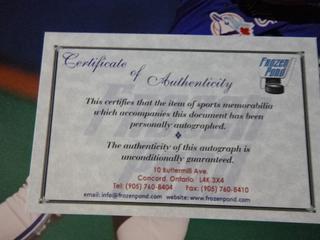 Certificate
of
Authenticity
Frozen
Pond
This certifies that the item of sports memorabilia
which accompanies this document has been
personally autographed.
The authenticity of this autograph is
unconditionally guaranteed.
10 Buttermill Ave.
Concord, Ontario L4K 3X4
Tel: (905) 760-8404 Fax: (905) 760-8410
email: info@frozenpond.com website: www.frozenpond.com